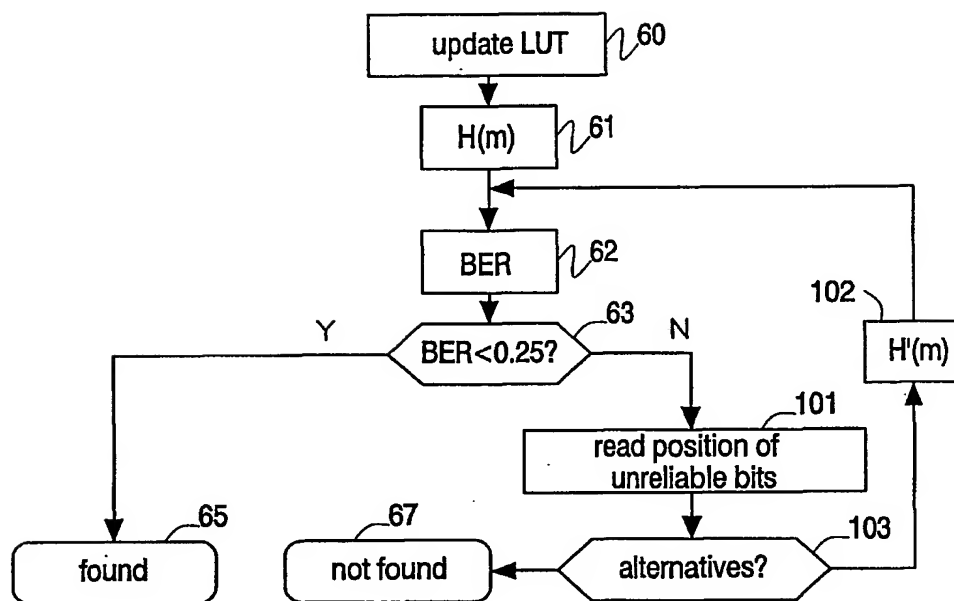 update LUT
60
H(m)
61
BER
62
102
63
Y
BER<0.25?
N
H'(m)
101
read position of
unreliable bits
65
67
103
found
not found
alternatives?